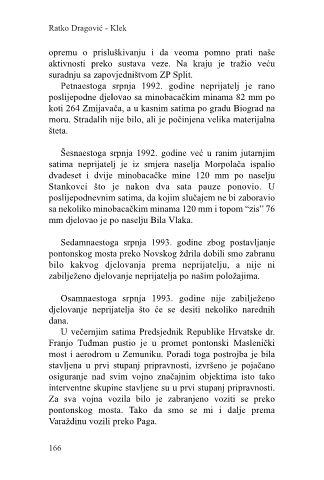 Ratko Dragović - Klek
opremu o prisluškivanju i da veoma pomno prati naše
aktivnosti preko sustava veze. Na kraju je tražio veću
suradnju sa zapovjedništvom ZP Split.
Petnaestoga srpnja 1992. godine neprijatelj je rano
poslijepodne djelovao sa minobacačkim minama 82 mm po
koti 264 Zmijavača, a u kasnim satima po gradu Biograd na
moru. Stradalih nije bilo, ali je počinjena velika materijalna
šteta.
Šesnaestoga srpnja 1992. godine već u ranim jutarnjim
satima neprijatelj je iz smjera naselja Morpolača ispalio
dvadeset i dvije minobacačke mine 120 mm po naselju
Stankovci što je nakon dva sata pauze ponovio. U
poslijepodnevnim satima, da kojim slučajem ne bi zaboravio
sa nekoliko minobacačkim minama 120 mm i topom “zis” 76
mm djelovao je po naselju Bila Vlaka.
Sedamnaestoga srpnja 1993. godine zbog postavljanje
pontonskog mosta preko Novskog ždrila dobili smo zabranu
bilo kakvog djelovanja prema neprijatelju, a nije ni
zabilježeno djelovanje neprijatelja po našim položajima.
Osamnaestoga srpnja 1993. godine nije zabilježno
djelovanje neprijatelja što će se desiti nekoliko narednih
dana.
U večernjim satima Predsjednik Republike Hrvatske dr.
Franjo Tuđman pustio je u promet pontonski Maslenički
most i aerodrom u Zemuniku. Poradi toga postrojba je bila
stavljena u prvi stupanj pripravnosti, izvršeno je pojačano
osiguranje nad svim vojno značajnim objektima isto tako
interventne skupine stavljene su u prvi stupanj pripravnosti.
Za sva vojna vozila bilo je zabranjeno voziti se preko
pontonskog mosta. Tako da smo se mi i dalje prema
Varaždinu vozili preko Paga.
166